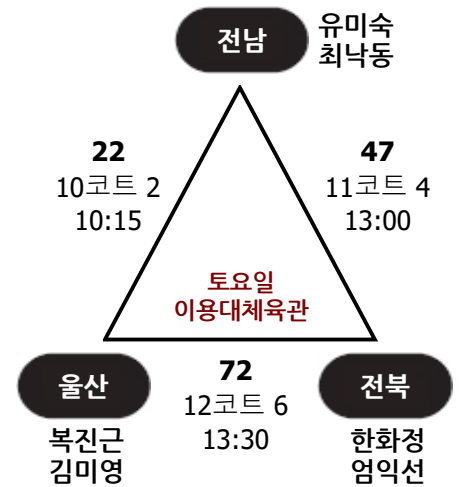 전남
유미숙
최낙동
22
10코트 2
10:15
47
11코트 4
13:00
토요일
이용대체육관
울산
복진근
김미영
72
12코트 6
13:30
전북
한화정
엄익선